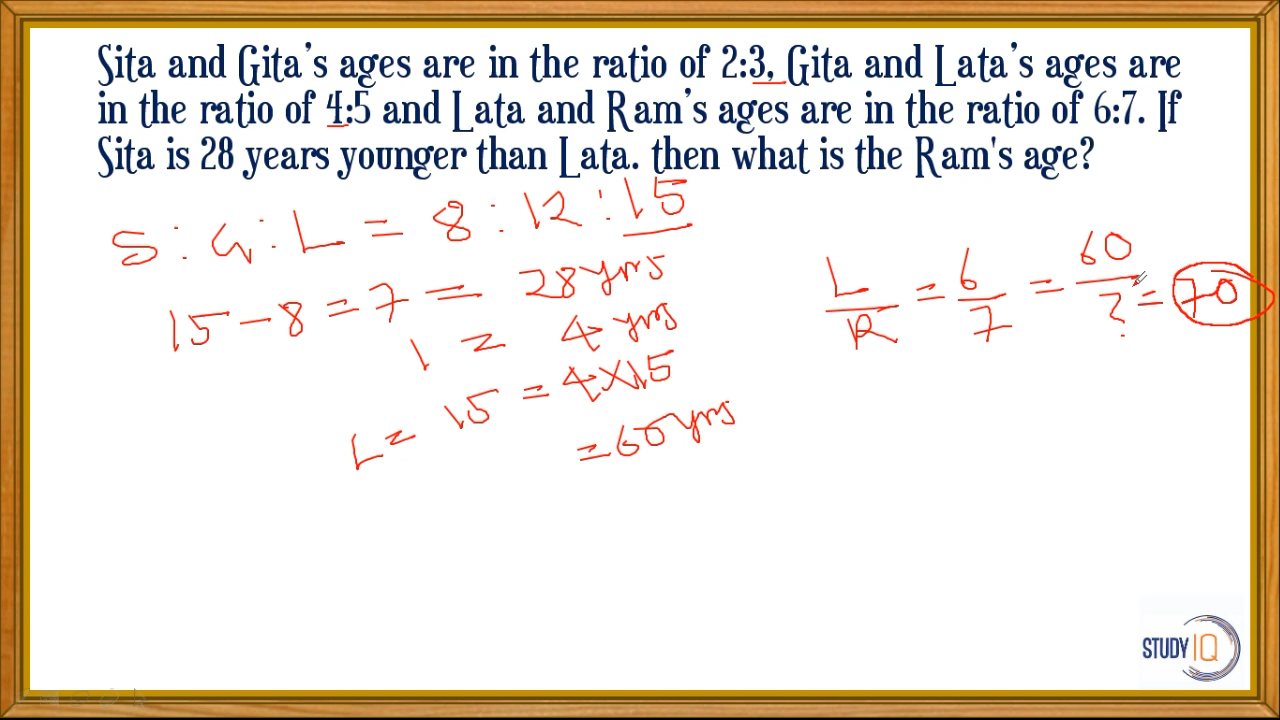 Sita and Gita's ages are in the ratio of 2:3, Gita and Lata's ages are
in the ratio of 4:5 and Lata and Ram's ages are in the ratio of 6:7. If
Sita is 28 years younger than Lata. then what is the Ram's age?
S : G : L = 8 : 12 : 15
15 - 8 = 7 = 28 yrs
1 = 4 yrs
L = 15 = 4×15
= 60 yrs
L/R = 6/7 = 60/? = 70
STUDY IQ